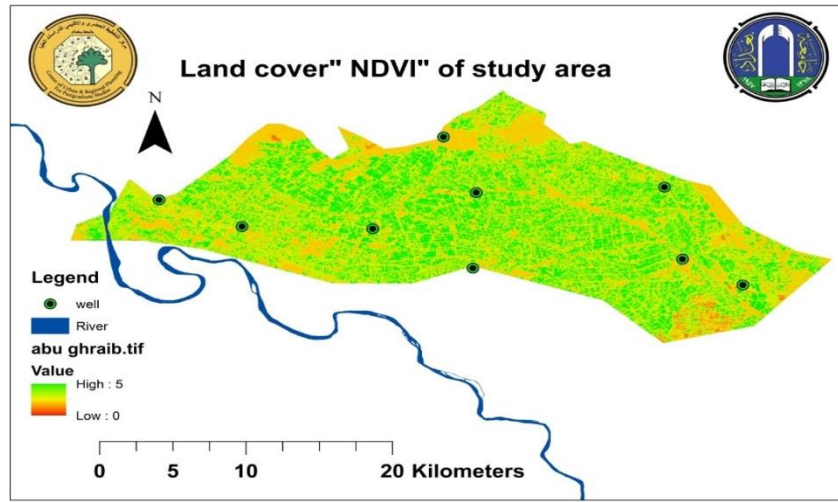 Land cover" NDVI" of study area
N
Legend
well
River
abu ghraib.tif
Value
High : 5
Low : 0
0 5 10 20 Kilometers